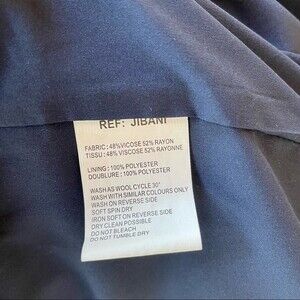 REF: JIBANI
FABRIC : 48%VISCOSE 52% RAYON
TISSU : 48% VISCOSE 52% RAYONNE
LINING : 100% POLYESTER
DOUBLURE : 100% POLYESTER
WASH AS WOOL CYCLE 30°
WASH WITH SIMILAR COLOURS ONLY
WASH ON REVERSE SIDE
SOFT SPIN DRY
IRON SOFT ON REVERSE SIDE
DRY CLEAN POSSIBLE
DO NOT BLEACH
DO NOT TUMBLE DRY